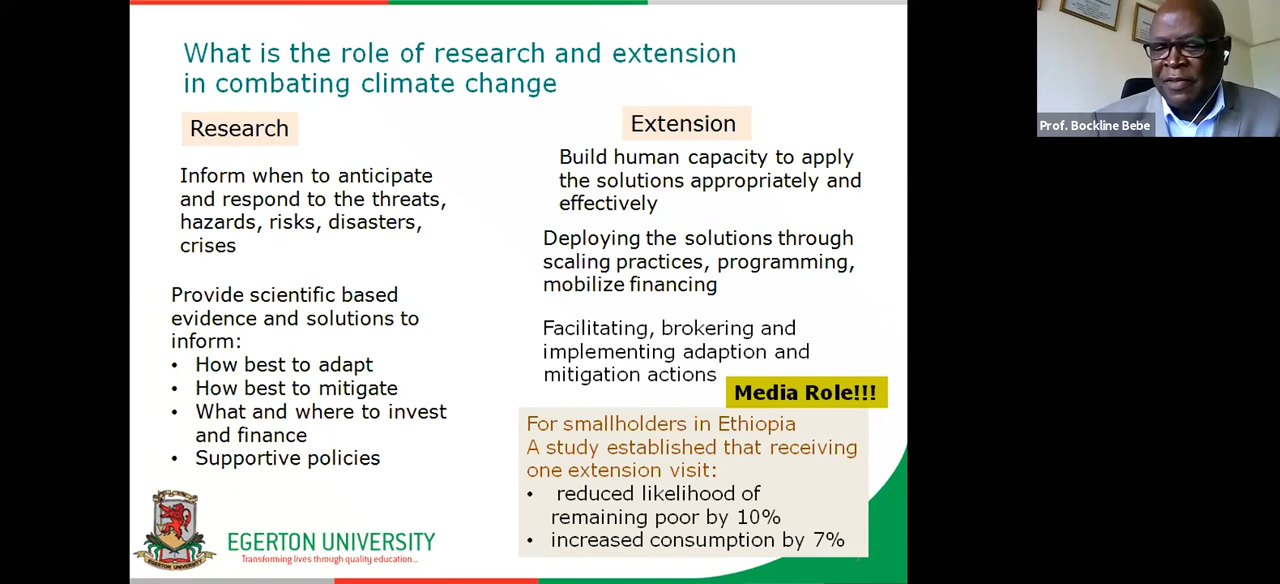 What is the role of research and extension
in combating climate change
Research
Inform when to anticipate
and respond to the threats,
hazards, risks, disasters,
crises
Provide scientific based
evidence and solutions to
inform:
• How best to adapt
• How best to mitigate
• What and where to invest
and finance
• Supportive policies
Extension
Build human capacity to apply
the solutions appropriately and
effectively
Deploying the solutions through
scaling practices, programming,
mobilize financing
Facilitating, brokering and
implementing adaption and
mitigation actions
Media Role!!!
For smallholders in Ethiopia
A study established that receiving
one extension visit:
• reduced likelihood of
remaining poor by 10%
• increased consumption by 7%
EGERTON UNIVERSITY
EGERTON UNIVERSITY
Transforming lives through quality education...
Prof. Bockline Bebe